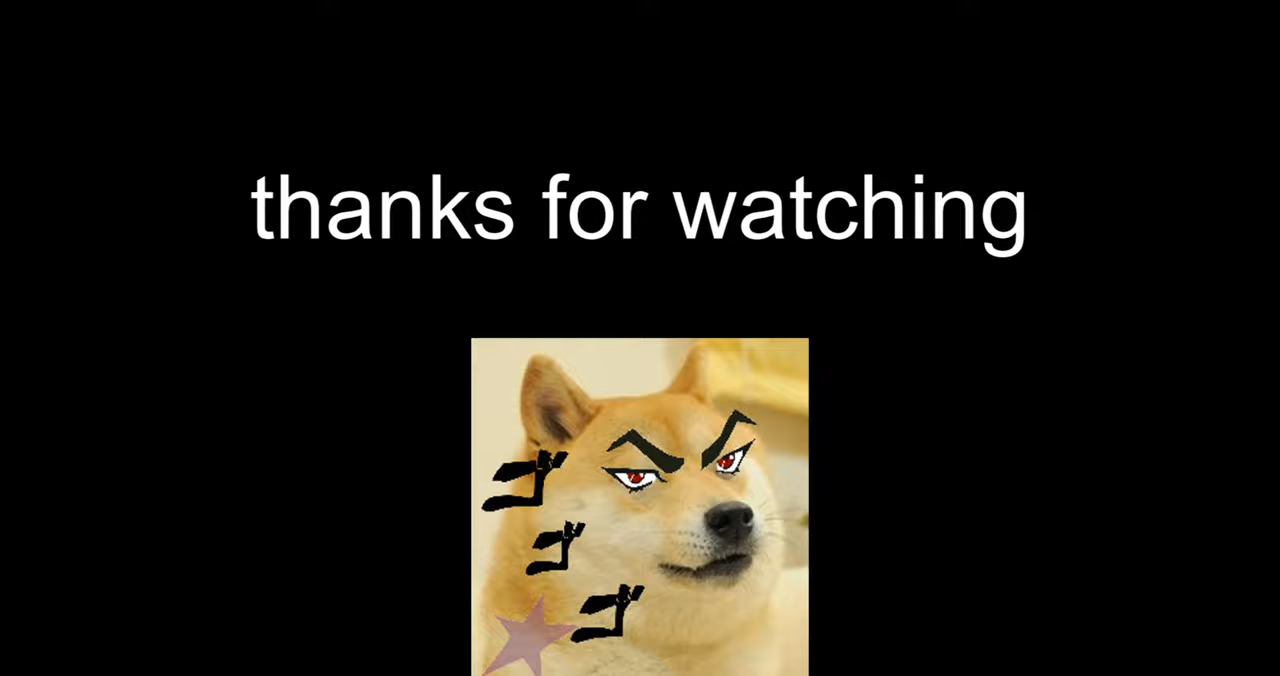 thanks for watching
ゴ
ゴ
ゴ